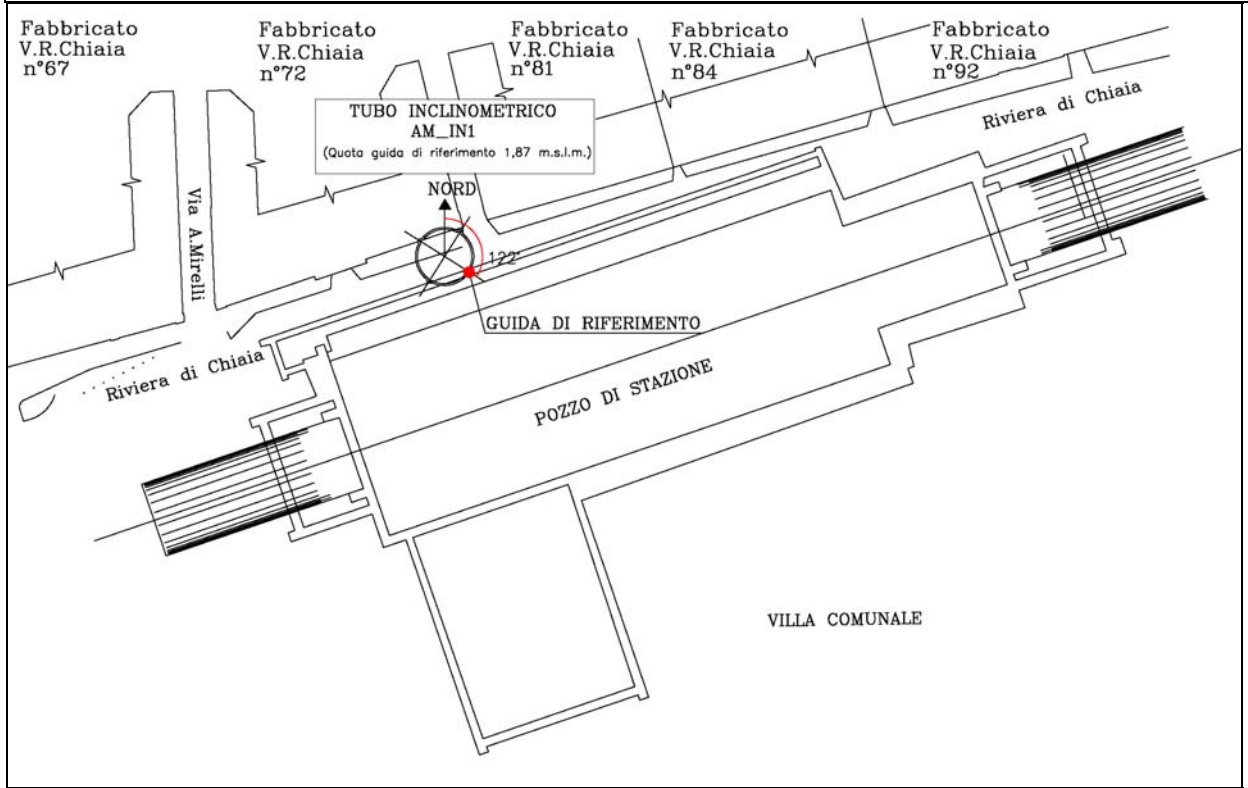 Fabbricato
V.R.Chiaia
n°67
Fabbricato
V.R.Chiaia
n°72
Fabbricato
V.R.Chiaia
n°81
Fabbricato
V.R.Chiaia
n°84
Fabbricato
V.R.Chiaia
n°92
TUBO INCLINOMETRICO
AM_IN1
(Quota guida di riferimento 1,87 m.s.l.m.)
Riviera di Chiaia
NORD
Via A.Mirelli
122°
GUIDA DI RIFERIMENTO
Riviera di Chiaia
POZZO DI STAZIONE
VILLA COMUNALE